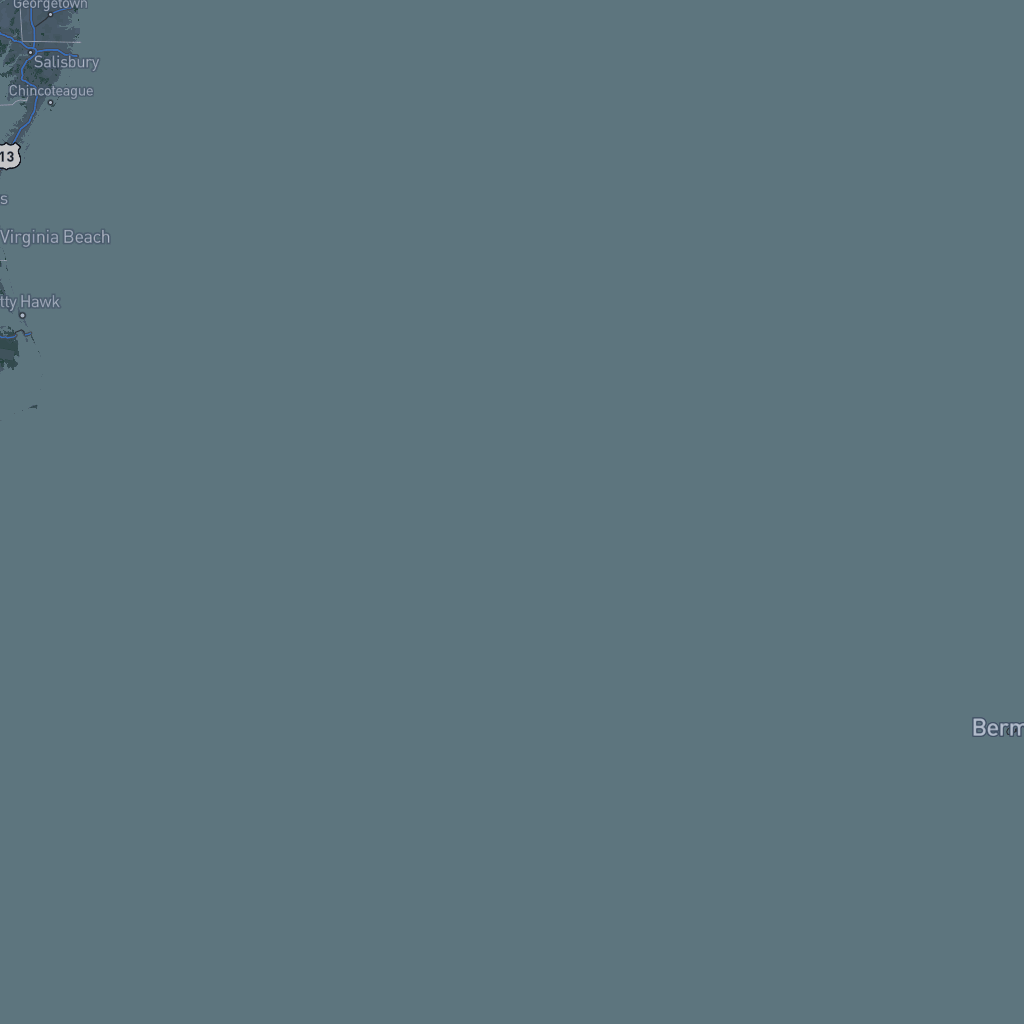 Georgetown
Salisbury
Chincoteague
13
s
Virginia Beach
tty Hawk
Berm